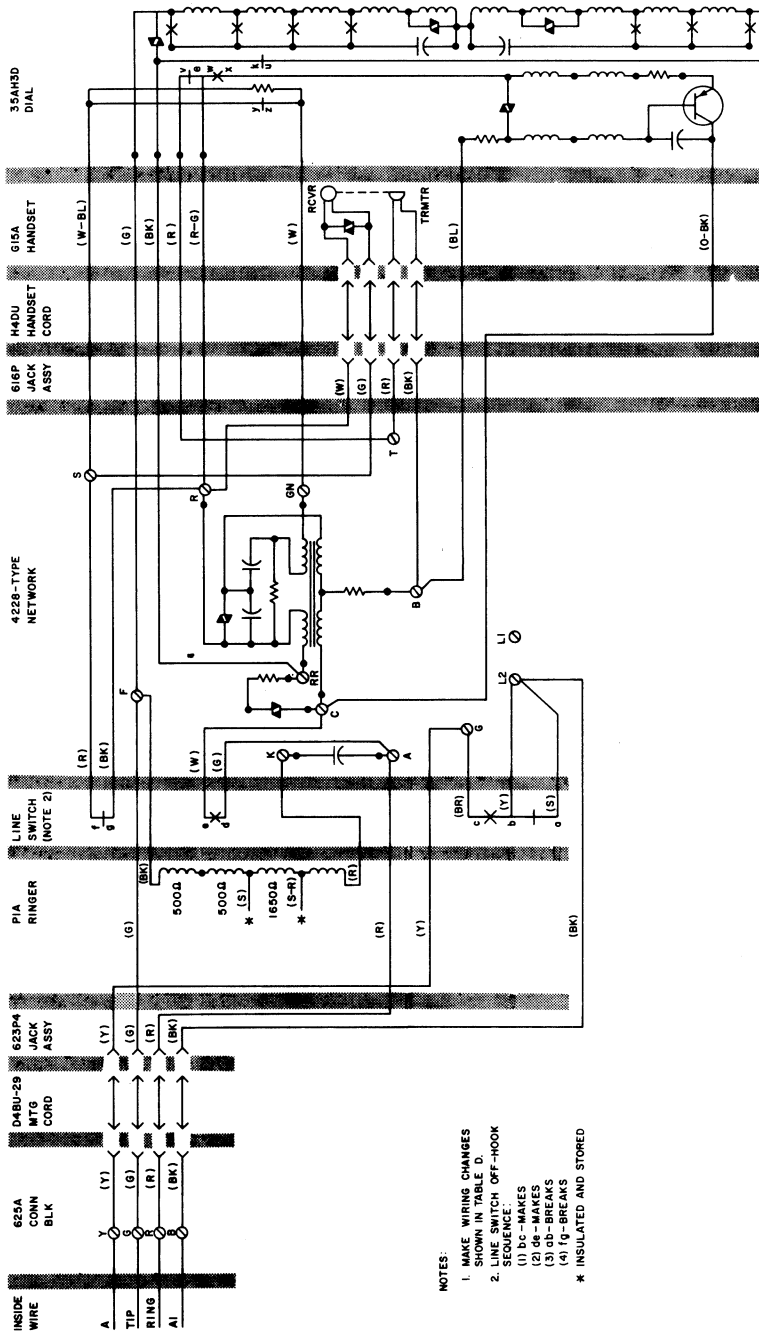 INSIDE
WIRE
625A
CONN
BLK
D4BU-29
MTG
CORD
623P4
JACK
ASSY
P1A
RINGER
LINE
SWITCH
(NOTE 2)
4228-TYPE
NETWORK
616P
JACK
ASSY
H4DU
HANDSET
CORD
G15A
HANDSET
35AH3D
DIAL
A
TIP
RING
A1
Y
G
R
B
(Y)
(G)
(R)
(BK)
(Y)
(G)
(R)
(BK)
(G)
(BK)
500Ω
500Ω
(S)
*
1650Ω
(S-R)
*
(R)
(R)
(Y)
(BK)
(R)
f
g
(BK)
(W)
e
d
(G)
(BR)
c
(Y)
b
(S)
a
F
S
R
GN
RR
C
K
A
G
L2
L1
B
T
(W)
(G)
(R)
(BK)
(W-BL)
(G)
(BK)
(R)
(R-G)
(W)
RCVR
TRMTR
(BL)
(O-BK)
y
z
v
e
w
x
k
u
NOTES:
1. MAKE WIRING CHANGES
SHOWN IN TABLE D.
2. LINE SWITCH OFF-HOOK
SEQUENCE:
(1) bc-MAKES
(2) de-MAKES
(3) ab-BREAKS
(4) fg-BREAKS
* INSULATED AND STORED